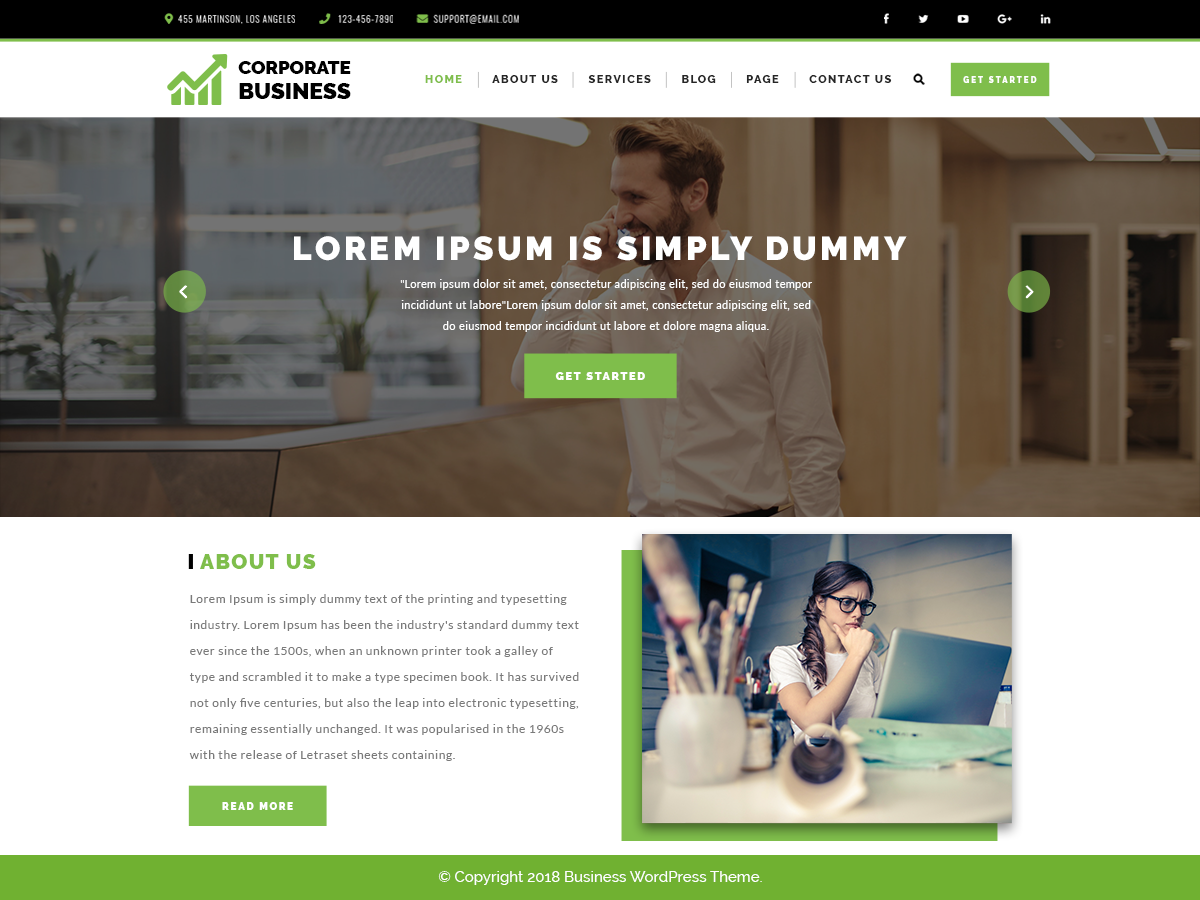 455 MARTINSON, LOS ANGELES 123-456-7890 SUPPORT@EMAIL.COM
CORPORATE
BUSINESS
HOME ABOUT US SERVICES BLOG PAGE CONTACT US GET STARTED
LOREM IPSUM IS SIMPLY DUMMY
"Lorem ipsum dolor sit amet, consectetur adipiscing elit, sed do eiusmod tempor
incididunt ut labore"Lorem ipsum dolor sit amet, consectetur adipiscing elit, sed
do eiusmod tempor incididunt ut labore et dolore magna aliqua.
GET STARTED
ABOUT US
Lorem Ipsum is simply dummy text of the printing and typesetting
industry. Lorem Ipsum has been the industry's standard dummy text
ever since the 1500s, when an unknown printer took a galley of
type and scrambled it to make a type specimen book. It has survived
not only five centuries, but also the leap into electronic typesetting,
remaining essentially unchanged. It was popularised in the 1960s
with the release of Letraset sheets containing.
READ MORE
© Copyright 2018 Business WordPress Theme.